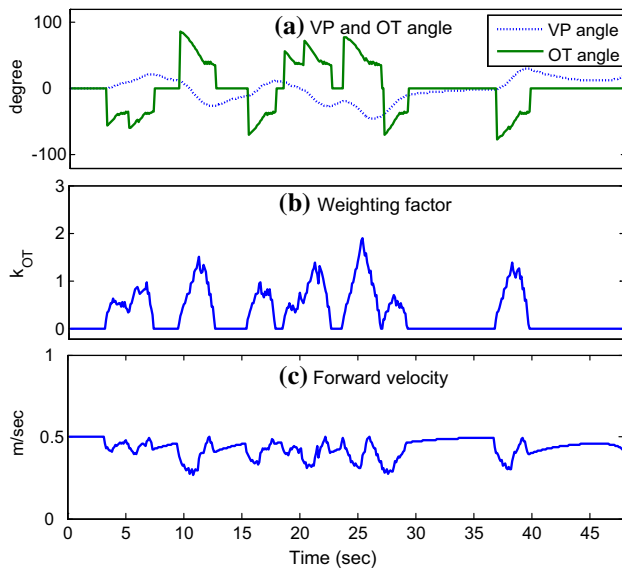 (a) VP and OT angle
VP angle
OT angle
100
0
-100
degree
(b) Weighting factor
3
2
1
0
k_OT
(c) Forward velocity
1
0.5
0
m/sec
0 5 10 15 20 25 30 35 40 45
Time (sec)